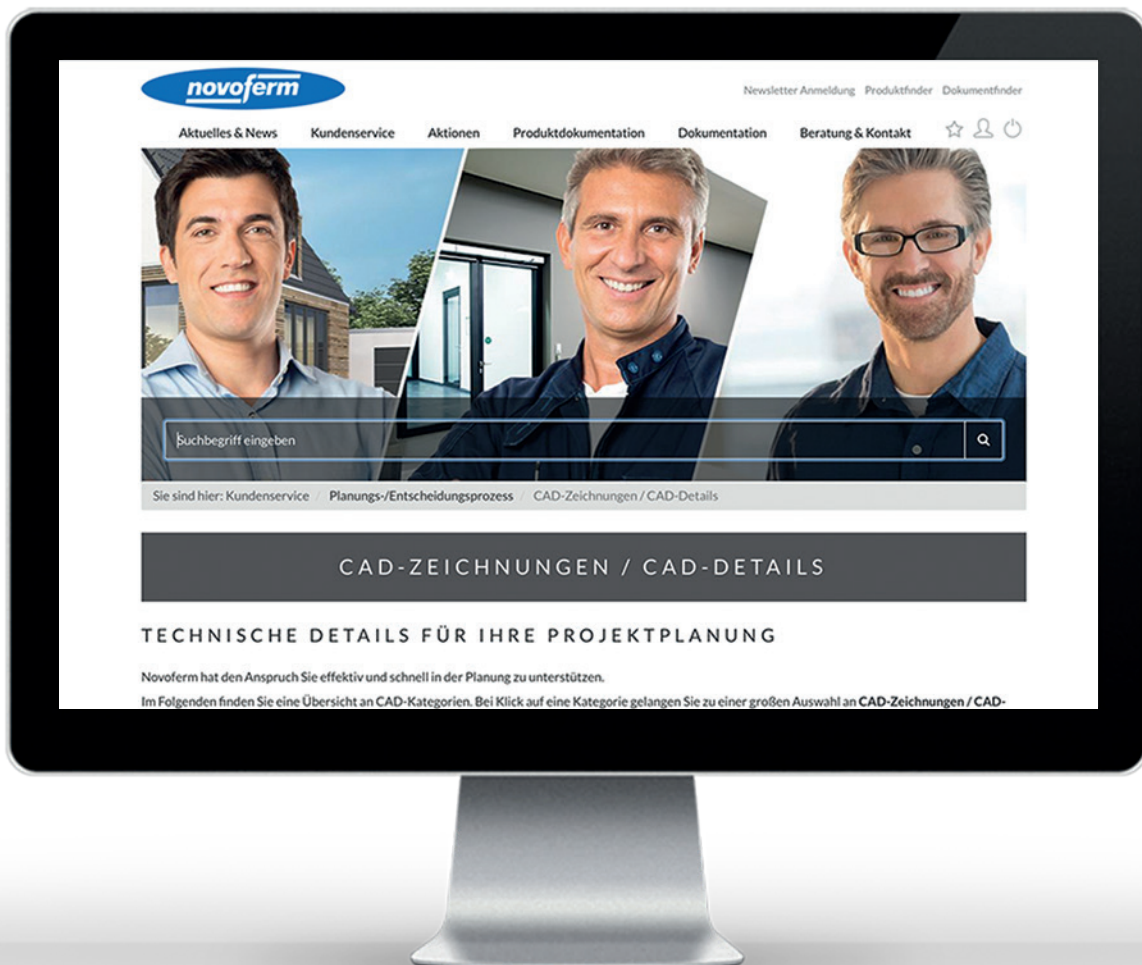 novoferm
Newsletter Anmeldung Produktfinder Dokumentfinder
Aktuelles & News Kundenservice Aktionen Produktdokumentation Dokumentation Beratung & Kontakt
Suchbegriff eingeben
Sie sind hier: Kundenservice / Planungs-/Entscheidungsprozess / CAD-Zeichnungen / CAD-Details
CAD-ZEICHNUNGEN / CAD-DETAILS
TECHNISCHE DETAILS FÜR IHRE PROJEKTPLANUNG
Novoferm hat den Anspruch Sie effektiv und schnell in der Planung zu unterstützen.
Im Folgenden finden Sie eine Übersicht an CAD-Kategorien. Bei Klick auf eine Kategorie gelangen Sie zu einer großen Auswahl an CAD-Zeichnungen / CAD-